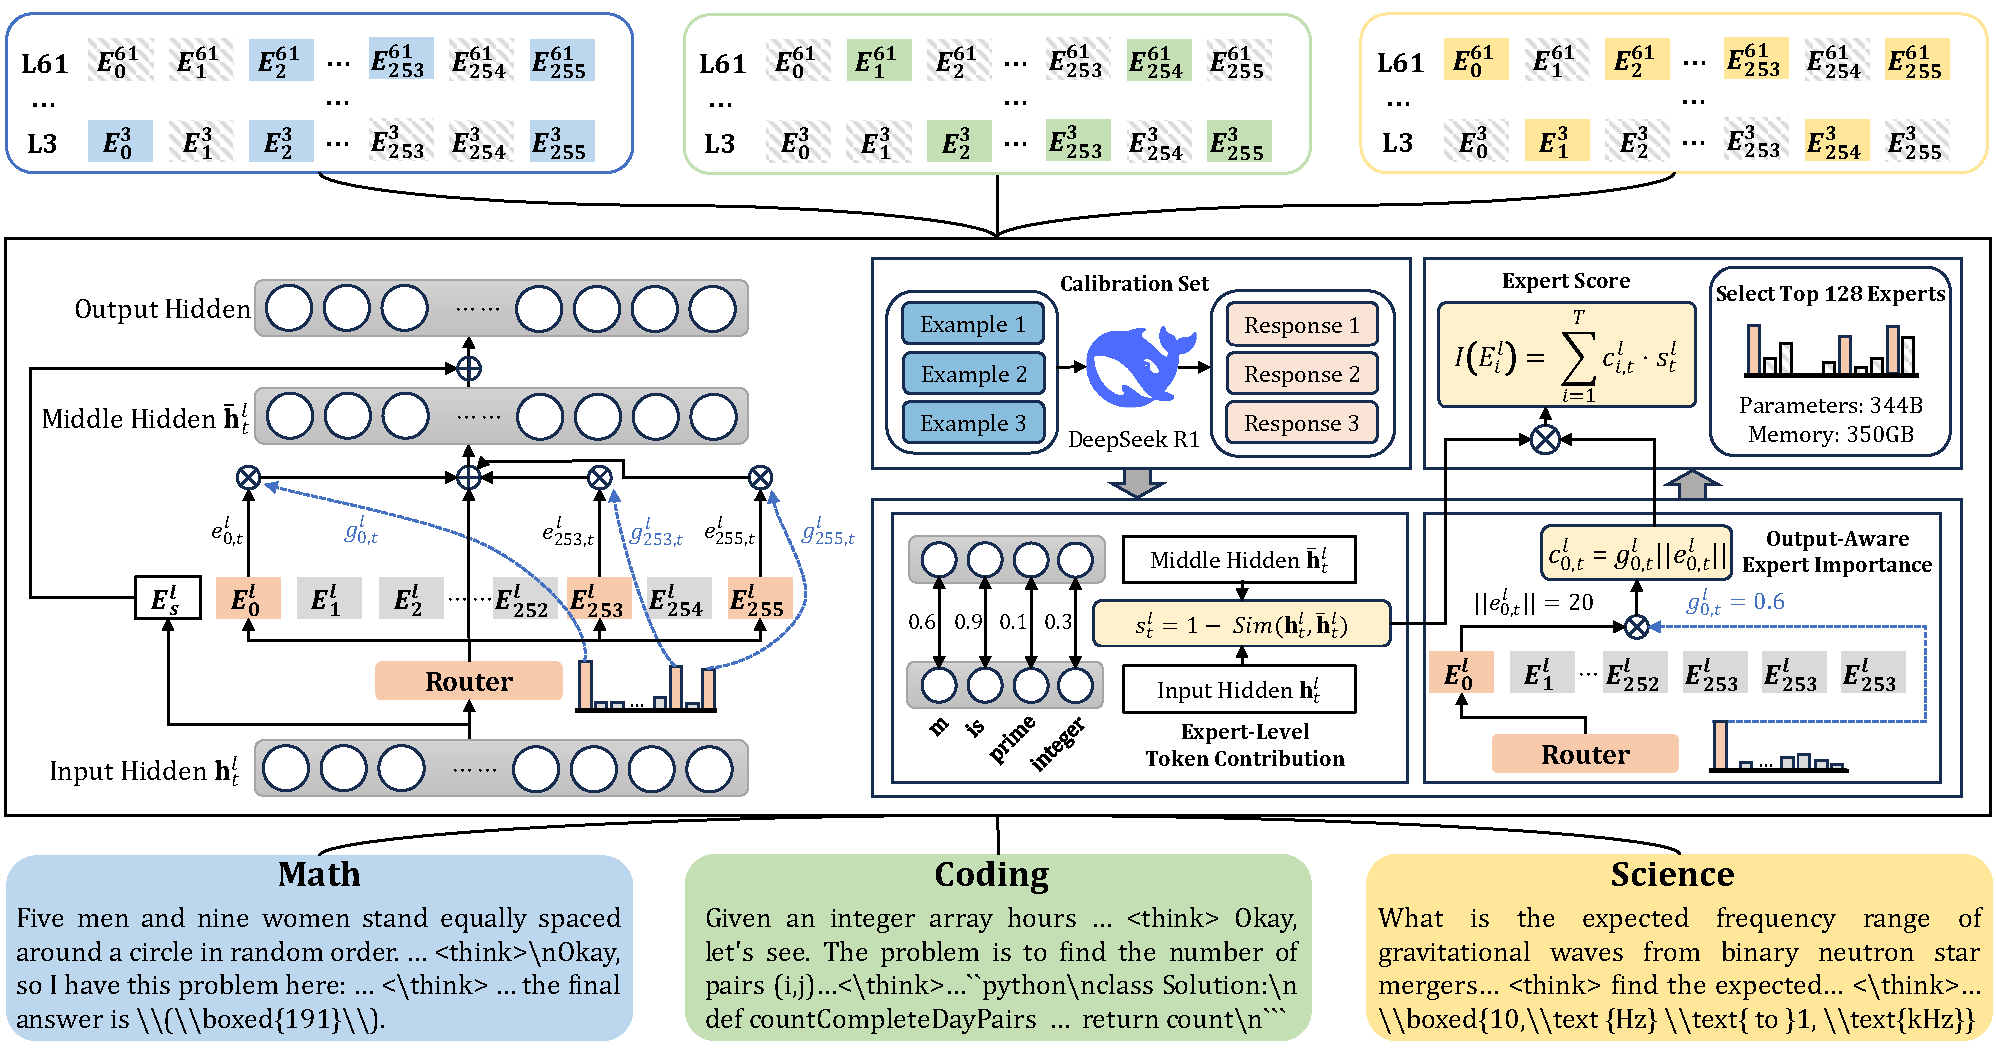 L61 E_0^{61} E_1^{61} E_2^{61} ... E_{253}^{61} E_{254}^{61} E_{255}^{61}
... ...
L3 E_0^3 E_1^3 E_2^3 ... E_{253}^3 E_{254}^3 E_{255}^3
L61 E_0^{61} E_1^{61} E_2^{61} ... E_{253}^{61} E_{254}^{61} E_{255}^{61}
... ...
L3 E_0^3 E_1^3 E_2^3 ... E_{253}^3 E_{254}^3 E_{255}^3
L61 E_0^{61} E_1^{61} E_2^{61} ... E_{253}^{61} E_{254}^{61} E_{255}^{61}
... ...
L3 E_0^3 E_1^3 E_2^3 ... E_{253}^3 E_{254}^3 E_{255}^3
Output Hidden ......
Middle Hidden h̄_t^l ......
e_{0,t}^l g_{0,t}^l e_{253,t}^l g_{253,t}^l e_{255,t}^l g_{255,t}^l
E_s^l E_0^l E_1^l E_2^l ...... E_{252}^l E_{253}^l E_{254}^l E_{255}^l
Router
...
Input Hidden h_t^l ......
Calibration Set
Example 1
Example 2
Example 3
DeepSeek R1
Response 1
Response 2
Response 3
Expert Score
I(E_i^l) = \sum_{i=1}^{T} c_{i,t}^l · s_t^l
Select Top 128 Experts
Parameters: 344B
Memory: 350GB
0.6 0.9 0.1 0.3
m is prime integer
Middle Hidden h̄_t^l
s_t^l = 1 − Sim(h_t^l, h̄_t^l)
Input Hidden h_t^l
Expert-Level
Token Contribution
c_{0,t}^l = g_{0,t}^l||e_{0,t}^l||
Output-Aware
Expert Importance
||e_{0,t}^l|| = 20 g_{0,t}^l = 0.6
E_0^l E_1^l ... E_{252}^l E_{253}^l E_{253}^l E_{253}^l
Router
...
Math
Five men and nine women stand equally spaced
around a circle in random order. ... <think>\nOkay,
so I have this problem here: ... <\think> ... the final
answer is \\(\\boxed{191}\\).
Coding
Given an integer array hours ... <think> Okay,
let's see. The problem is to find the number of
pairs (i,j)...<\think>...``python\nclass Solution:\n
def countCompleteDayPairs ... return count\n```
Science
What is the expected frequency range of
gravitational waves from binary neutron star
mergers... <think> find the expected... <\think>...
\\boxed{10,\\text {Hz} \\text{ to }1, \\text{kHz}}